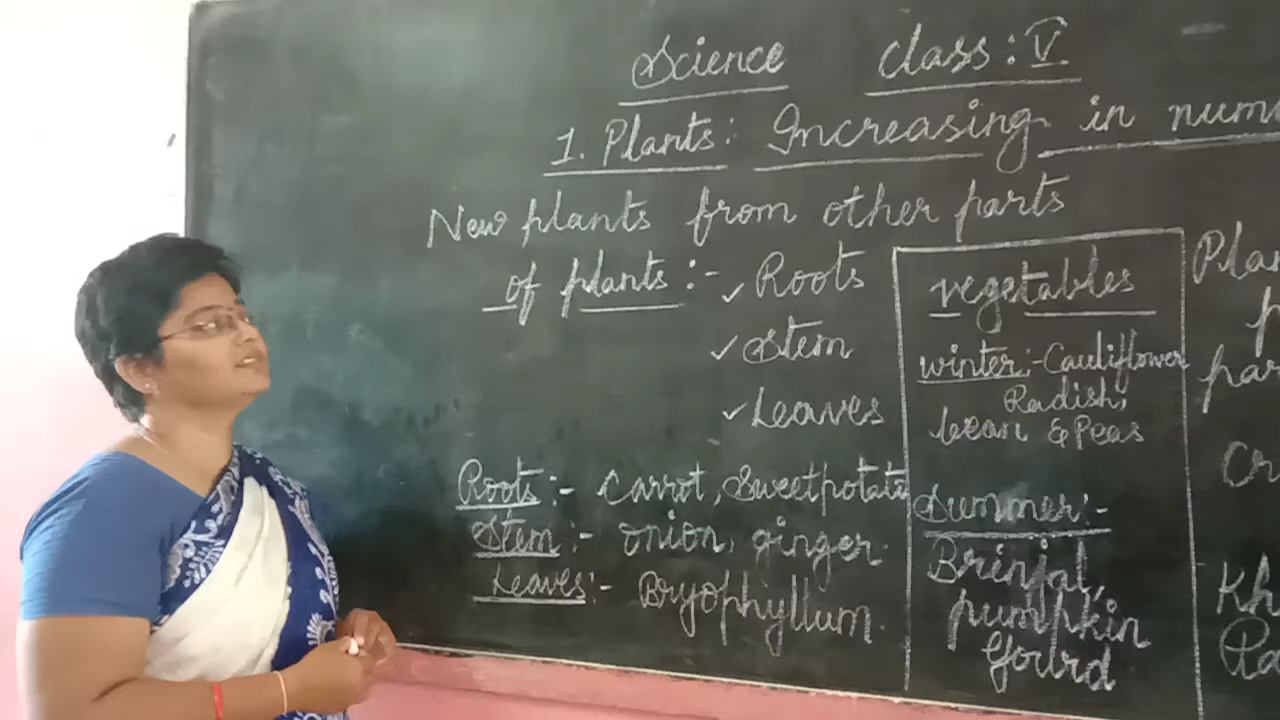 Science Class: V
1. Plants: Increasing in
New plants from other parts
of plants :- ✓ Roots
✓ Stem
✓ Leaves
Roots :- Carrot, Sweetpotato
Stem :- onion, ginger.
Leaves :- Bryophyllum.
vegetables
winter :- Cauliflower
Radish,
bean & Peas
Summer :-
Brinjal,
pumpkin
Gourd